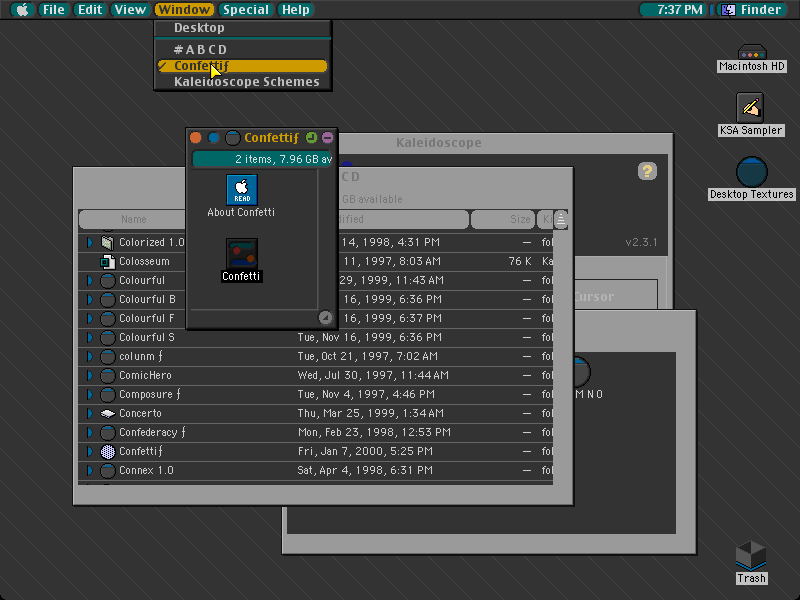 File Edit View Window Special Help 7:37 PM Finder
Desktop
# A B C D
✓ Confettiƒ
Kaleidoscope Schemes
Macintosh HD
KSA Sampler
Desktop Textures
Trash
Kaleidoscope
?
v2.3.1
Cursor
M N O
Confettiƒ
2 items, 7.96 GB av
READ
About Confetti
Confetti
C D
GB available
Name dified Size Ki
Colorized 1.0 14, 1998, 4:31 PM — fol
Colosseum 11, 1997, 8:03 AM 76 K Ka
Colourful 29, 1999, 11:43 AM — fol
Colourful B 16, 1999, 6:36 PM — fol
Colourful F 16, 1999, 6:37 PM — fol
Colourful S Tue, Nov 16, 1999, 6:36 PM — fol
colunm ƒ Tue, Oct 21, 1997, 7:02 AM — fol
ComicHero Wed, Jul 30, 1997, 11:44 AM — fol
Composure ƒ Tue, Nov 4, 1997, 4:46 PM — fol
Concerto Thu, Mar 25, 1999, 1:34 AM — fol
Confederacy ƒ Mon, Feb 23, 1998, 12:53 PM — fol
Confettiƒ Fri, Jan 7, 2000, 5:25 PM — fol
Connex 1.0 Sat, Apr 4, 1998, 6:31 PM — fol